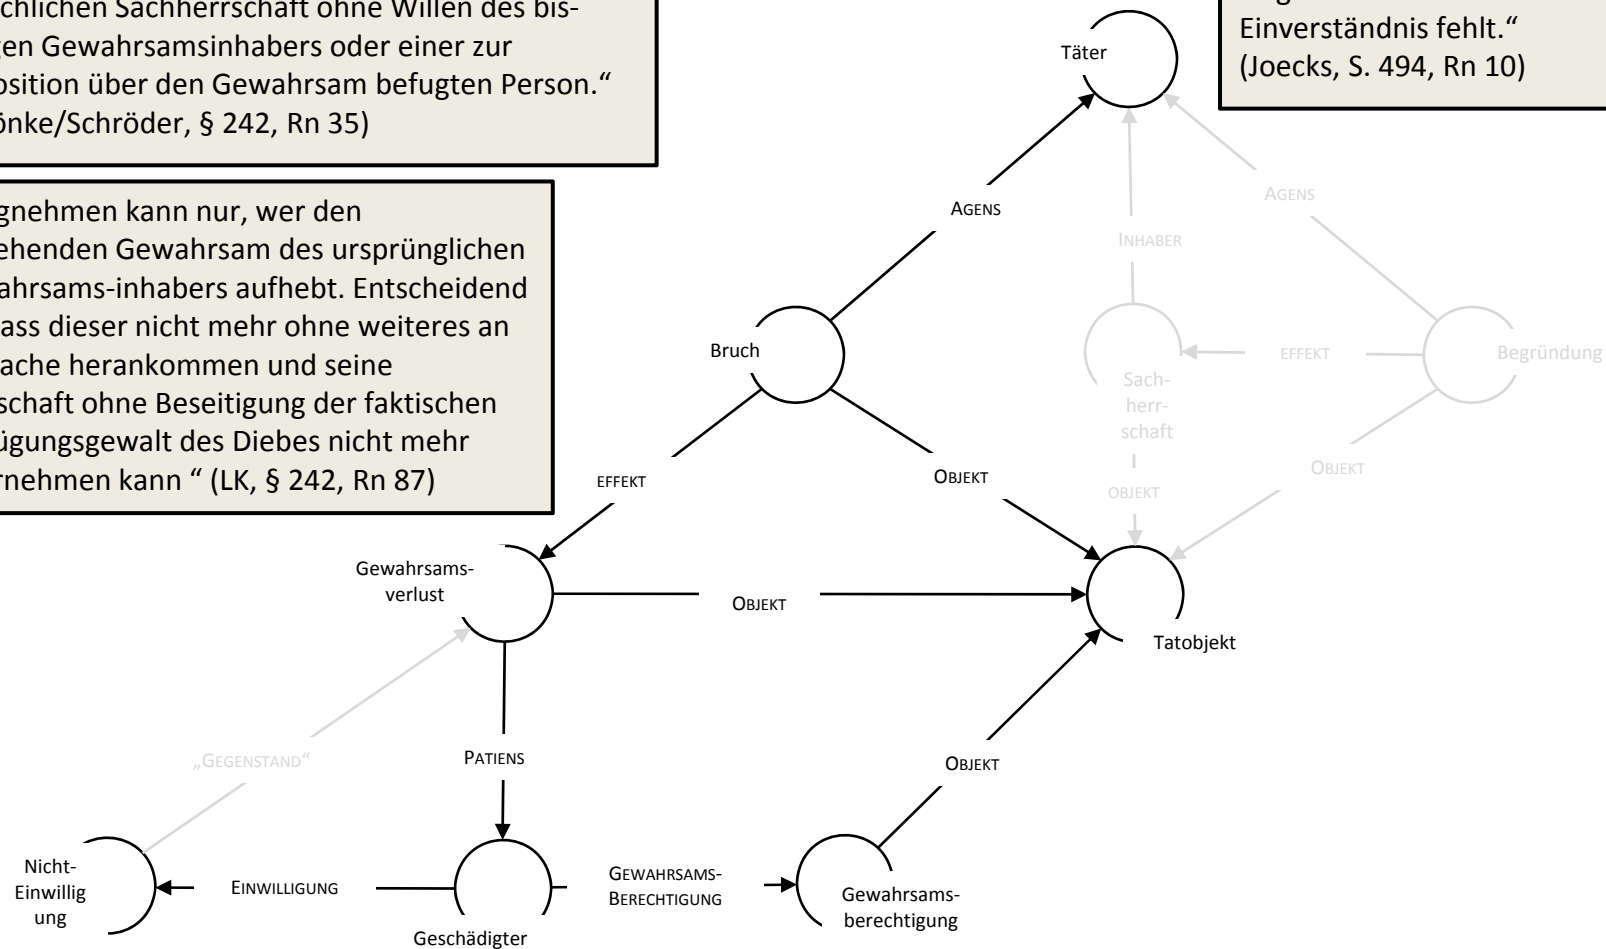 chlichen Sachherrschaft ohne Willen des bis-
gen Gewahrsamsinhabers oder einer zur
osition über den Gewahrsam befugten Person.“
önke/Schröder, § 242, Rn 35)
gnehmen kann nur, wer den
ehenden Gewahrsam des ursprünglichen
ahrsams-inhabers aufhebt. Entscheidend
ass dieser nicht mehr ohne weiteres an
ache herankommen und seine
schaft ohne Beseitigung der faktischen
ügungsgewalt des Diebes nicht mehr
rnehmen kann “ (LK, § 242, Rn 87)
Einverständnis fehlt.“
(Joecks, S. 494, Rn 10)
Täter
AGENS
AGENS
INHABER
Bruch
EFFEKT
Begründung
Sach-
herr-
schaft
OBJEKT
OBJEKT
EFFEKT
OBJEKT
Gewahrsams-
verlust
OBJEKT
Tatobjekt
„GEGENSTAND“
PATIENS
OBJEKT
Nicht-
Einwillig
ung
EINWILLIGUNG
Geschädigter
GEWAHRSAMS-
BERECHTIGUNG
Gewahrsams-
berechtigung